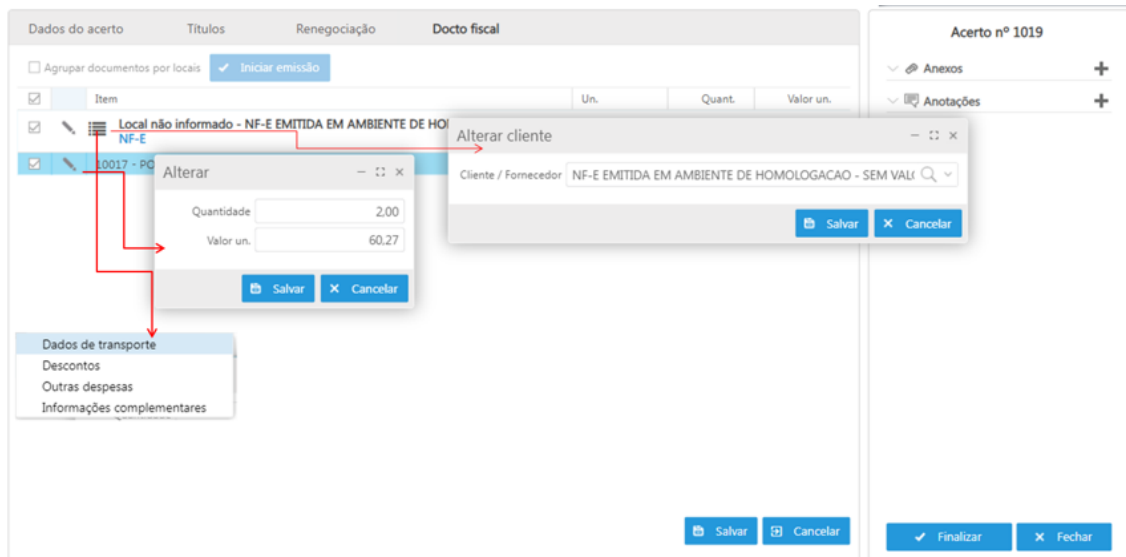 Dados do acerto Títulos Renegociação Docto fiscal
Acerto nº 1019
Agrupar documentos por locais Iniciar emissão
Anexos
Item Un. Quant. Valor un.
Anotações
Local não informado - NF-E EMITIDA EM AMBIENTE DE
NF-E
Alterar cliente
10017 -
Cliente / Fornecedor NF-E EMITIDA EM AMBIENTE DE HOMOLOGACAO - SEM
Salvar Cancelar
Alterar
Quantidade 2,00
Valor un. 60,27
Salvar Cancelar
Dados de transporte
Descontos
Outras despesas
Informações complementares
Salvar Cancelar
Finalizar Fechar